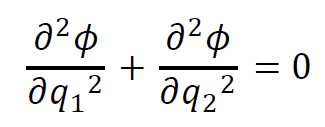 ∂²ϕ/∂q₁² + ∂²ϕ/∂q₂² = 0